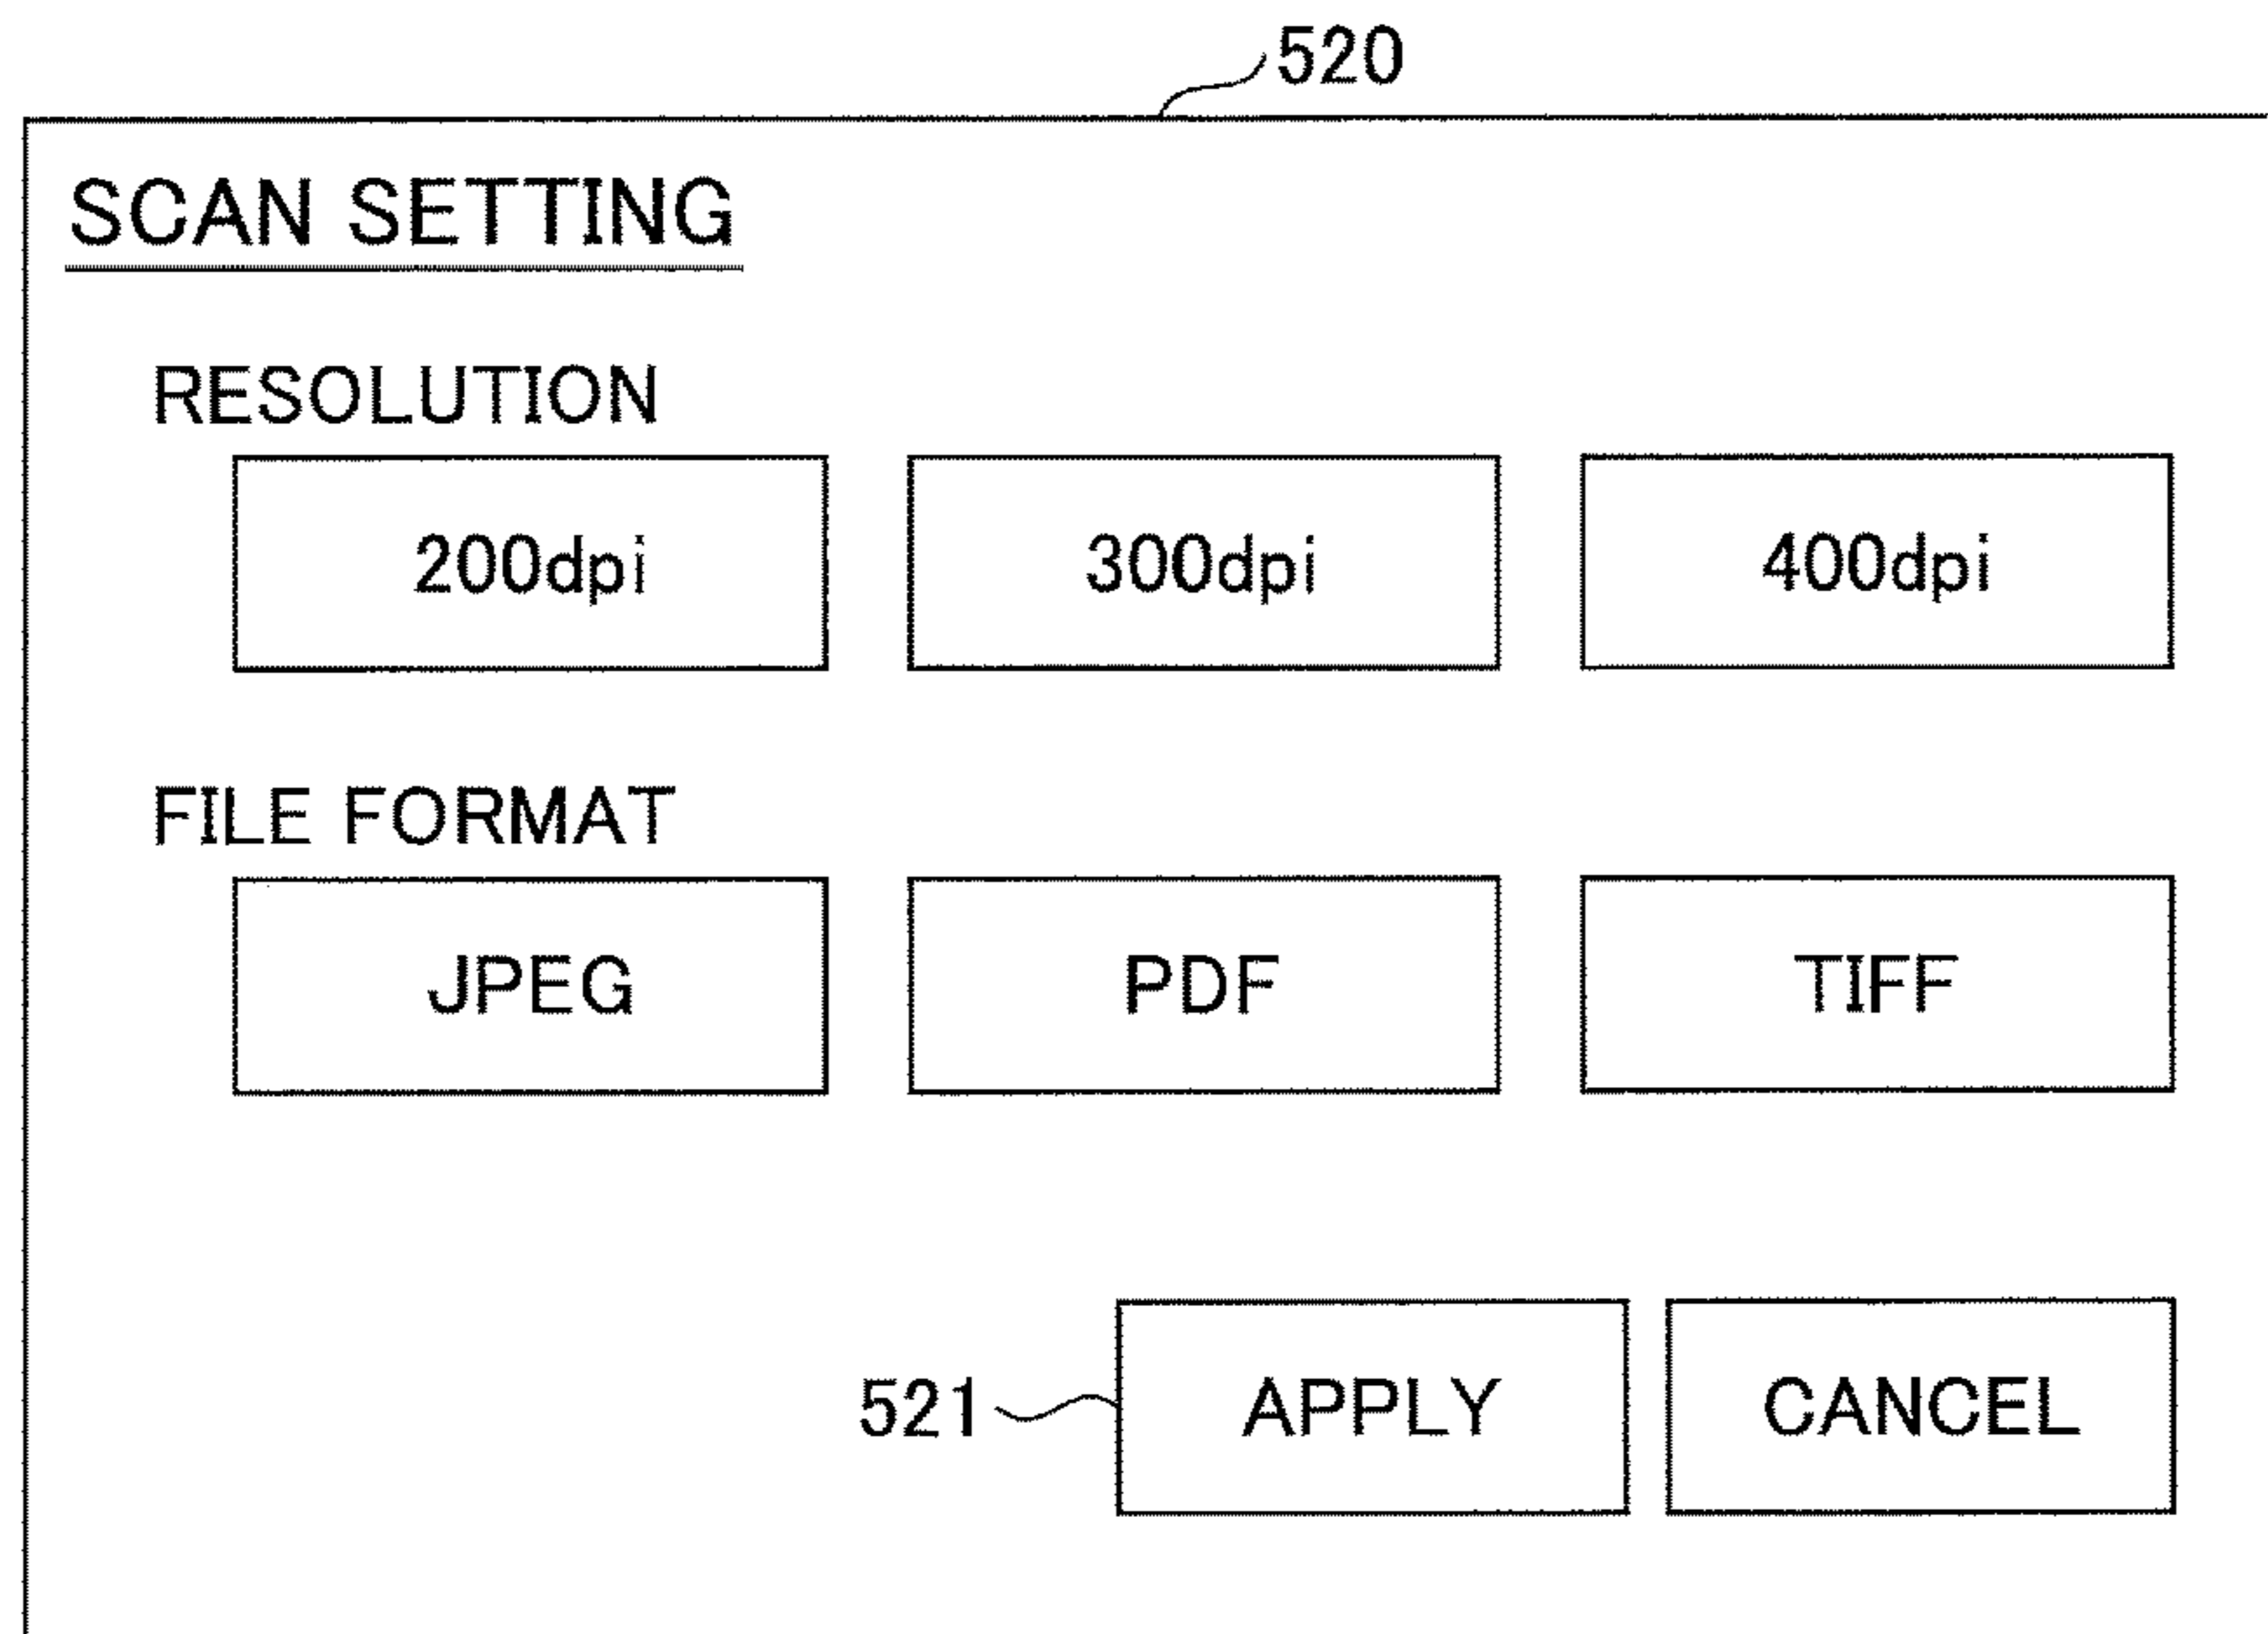 520
SCAN SETTING
RESOLUTION
200dpi 300dpi 400dpi
FILE FORMAT
JPEG PDF TIFF
521 APPLY CANCEL